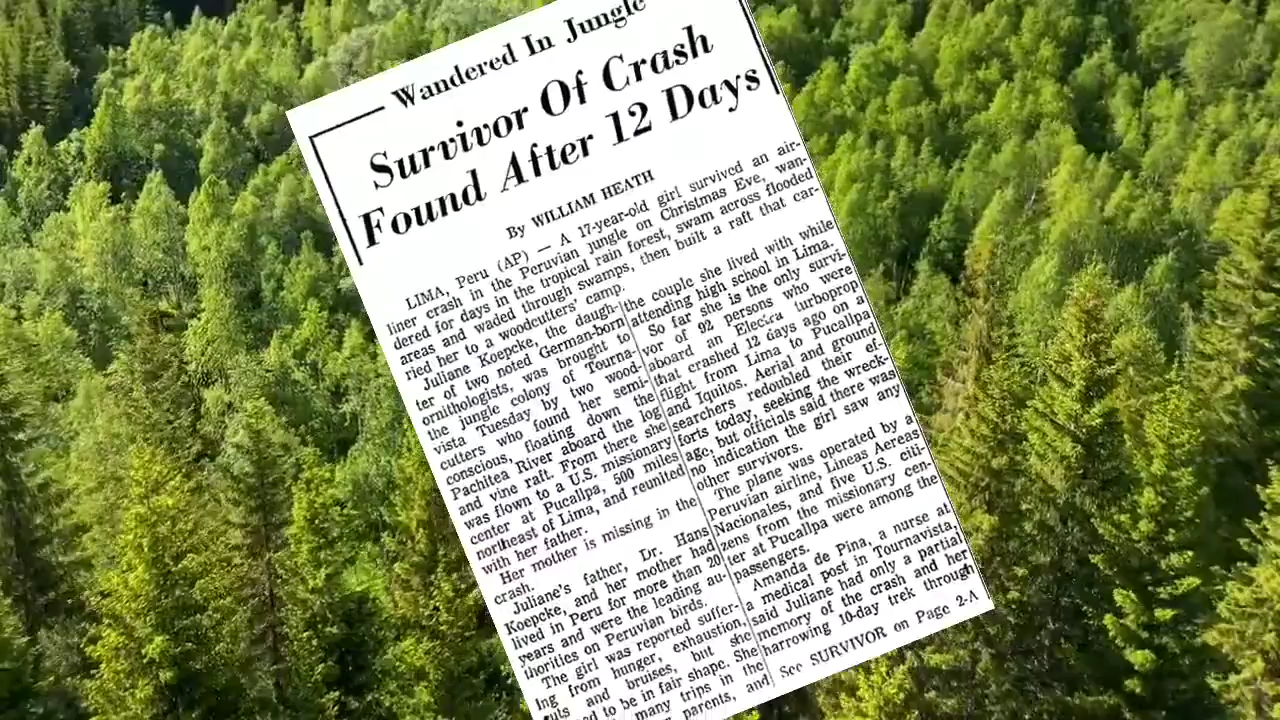 Wandered In Jungle
Survivor Of Crash
Found After 12 Days
By WILLIAM HEATH
LIMA, Peru (AP) — A 17-year-old girl survived an air-
liner crash in the Peruvian jungle on Christmas Eve, wan-
dered for days in the tropical rain forest, swam across flooded
areas and waded through swamps, then built a raft that car-
ried her to a woodcutters' camp.
Juliane Koepcke, the daugh-
ter of two noted German-born
ornithologists, was brought to
the jungle colony of Tourna-
vista Tuesday by two wood-
cutters who found her semi-
conscious, floating down the
Pachitea River aboard the log
and vine raft. From there she
was flown to a U.S. missionary
center at Pucallpa, 500 miles
northeast of Lima, and reunited
with her father.
Her mother is missing in the
crash.
Juliane's father, Dr. Hans
Koepcke, and her mother had
lived in Peru for more than 20
years and were the leading au-
thorities on Peruvian birds.
The girl was reported suffer-
ing from hunger, exhaustion,
cuts and bruises, but she
to be in fair shape. She
many trips in the
parents, and
the couple she lived with while
attending high school in Lima.
So far she is the only survi-
vor of 92 persons who were
aboard an Electra turboprop
that crashed 12 days ago on a
flight from Lima to Pucallpa
and Iquitos. Aerial and ground
searchers redoubled their ef-
forts today, seeking the wreck-
age, but officials said there was
no indication the girl saw any
other survivors.
The plane was operated by a
Peruvian airline, Lineas Aereas
Nacionales, and five U.S. citi-
zens from the missionary cen-
ter at Pucallpa were among the
passengers.
Amanda de Pina, a nurse at
a medical post in Tournavista,
said Juliane had only a partial
memory of the crash and her
harrowing 10-day trek through
See SURVIVOR on Page 2-A